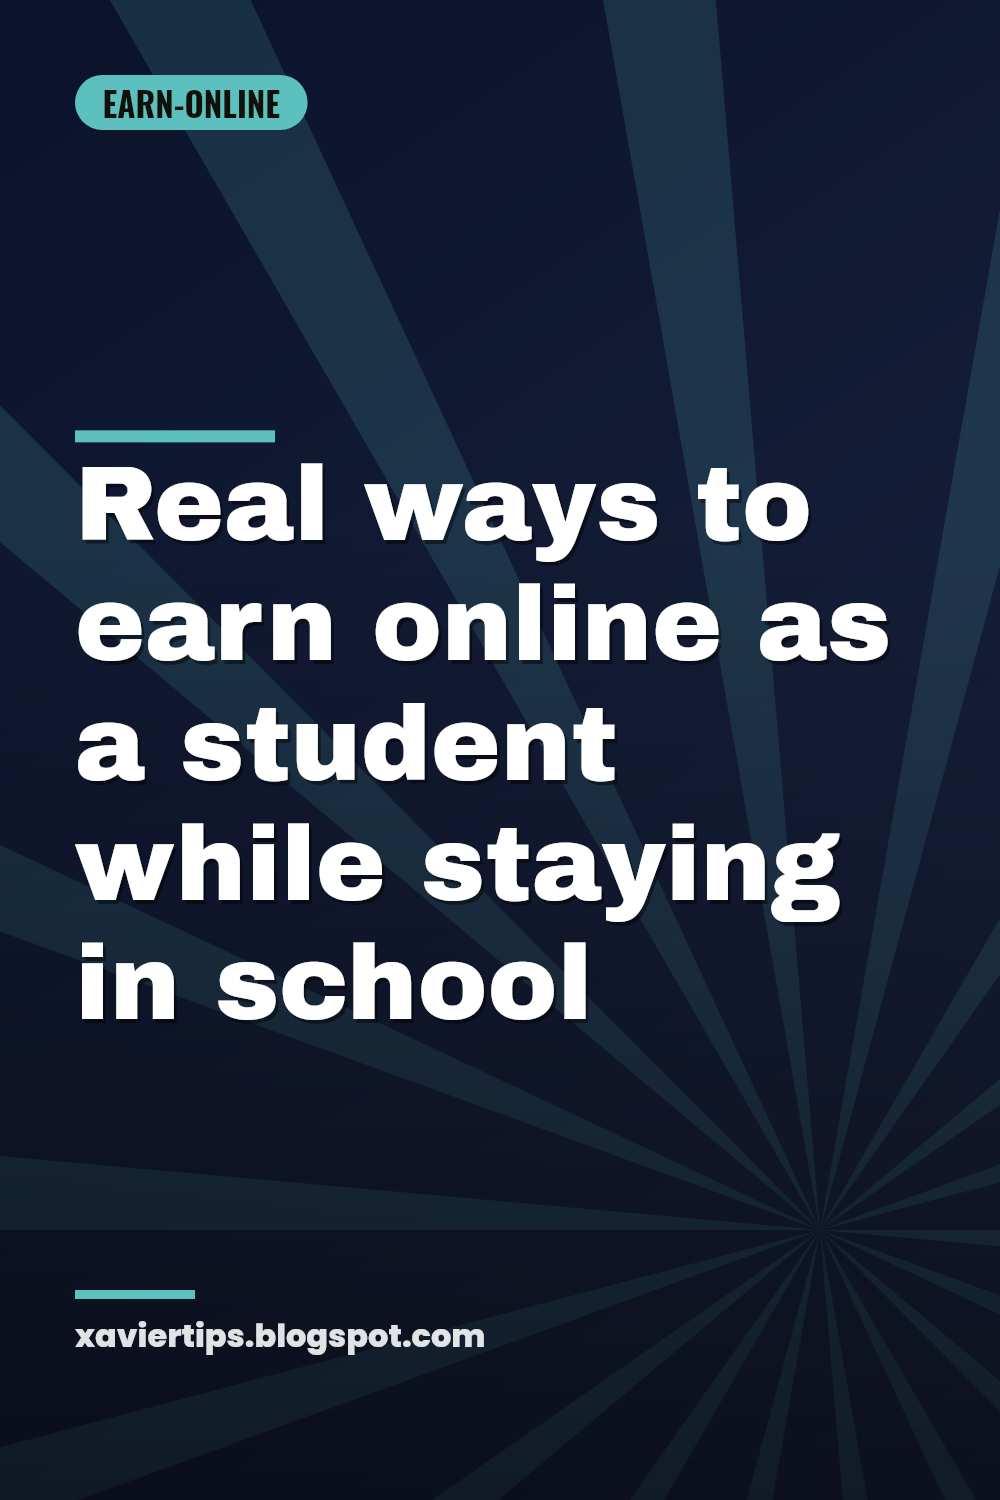 EARN-ONLINE
Real ways to
earn online as
a student
while staying
in school
xaviertips.blogspot.com